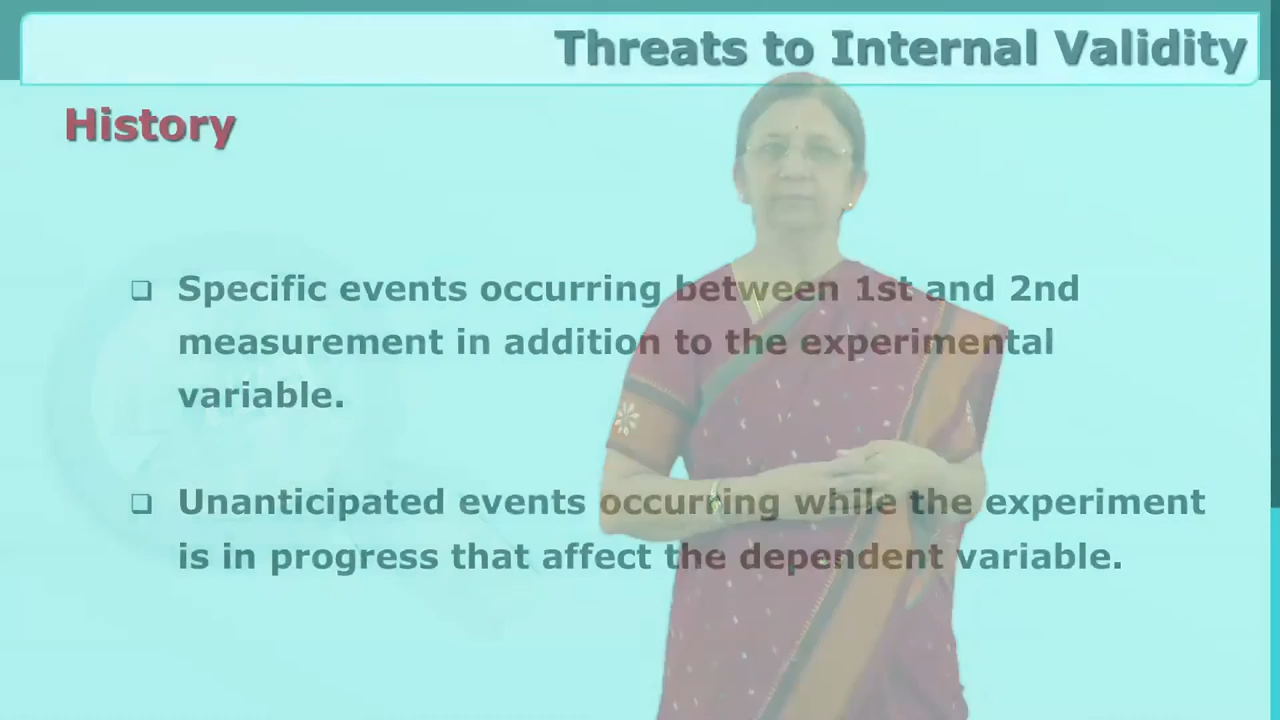 Threats to Internal Validity
History
❑ Specific events occurring between 1st and 2nd
measurement in addition to the experimental
variable.
❑ Unanticipated events occurring while the experiment
is in progress that affect the dependent variable.